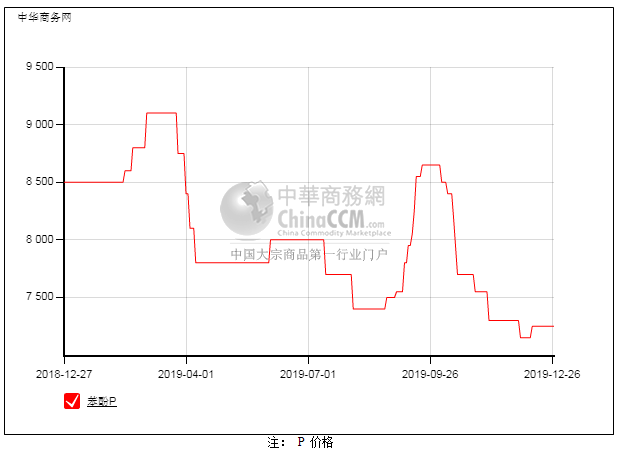 中华商务网
9 500
9 000
8 500
8 000
7 500
中華商務網
ChinaCCM.com
China Commodity Marketplace
中国大宗商品第一行业门户
2018-12-27 2019-04-01 2019-07-01 2019-09-26 2019-12-26
苯酚P
注： P 价格